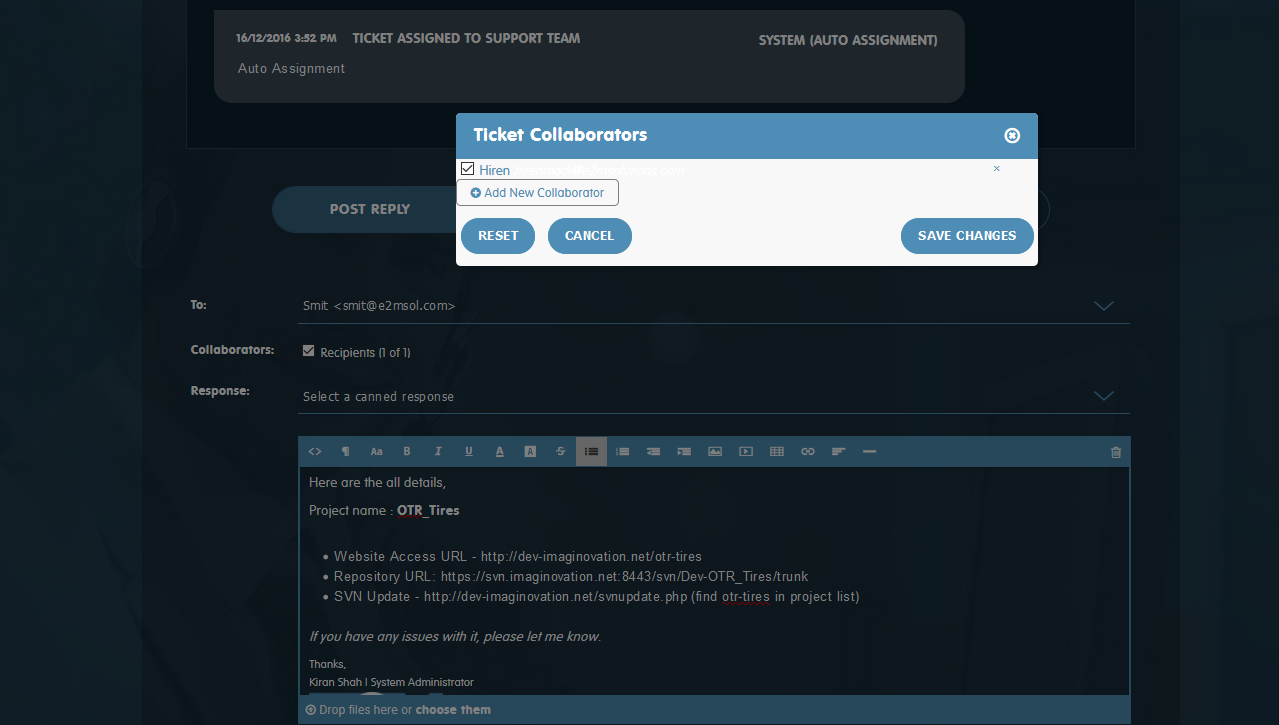 16/12/2016 3:52 PM TICKET ASSIGNED TO SUPPORT TEAM SYSTEM (AUTO ASSIGNMENT)
Auto Assignment
Ticket Collaborators
Hiren ×
Add New Collaborator
RESET CANCEL SAVE CHANGES
POST REPLY
To: Smit <smit@e2msol.com>
Collaborators: Recipients (1 of 1)
Response: Select a canned response
<> ¶ Aa B I U A A S
Here are the all details,
Project name : OTR_Tires
• Website Access URL - http://dev-imaginovation.net/otr-tires
• Repository URL: https://svn.imaginovation.net:8443/svn/Dev-OTR_Tires/trunk
• SVN Update - http://dev-imaginovation.net/svnupdate.php (find otr-tires in project list)
If you have any issues with it, please let me know.
Thanks,
Kiran Shah | System Administrator
Drop files here or choose them